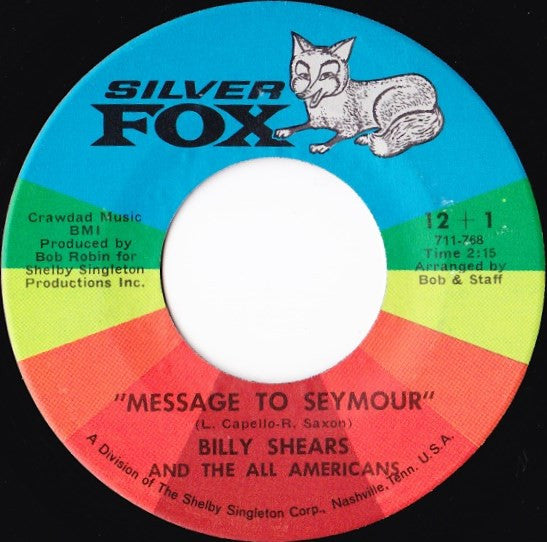 SILVER
FOX
Crawdad Music
BMI
Produced by
Bob Robin for
Shelby Singleton
Productions Inc.
12 + 1
711-768
Time 2:15
Arranged by
Bob & Staff
"MESSAGE TO SEYMOUR"
(L. Capello-R. Saxon)
BILLY SHEARS
AND THE ALL AMERICANS
A Division of The Shelby Singleton Corp., Nashville, Tenn. U.S.A.